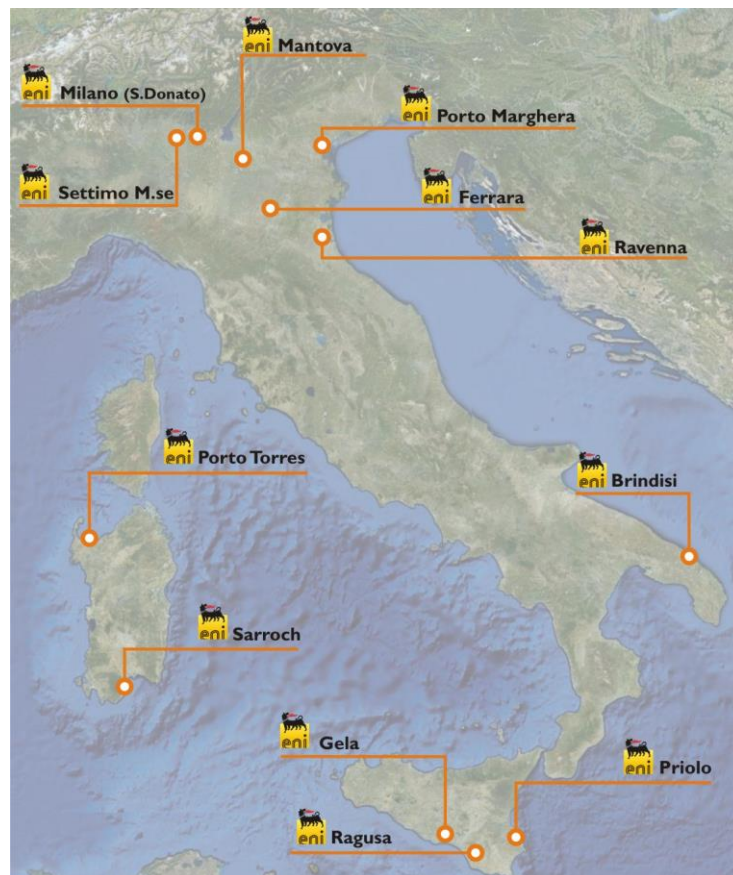 eni Mantova
eni Milano (S.Donato)
eni Porto Marghera
eni Settimo M.se
eni Ferrara
eni Ravenna
eni Porto Torres
eni Brindisi
eni Sarroch
eni Gela
eni Priolo
eni Ragusa